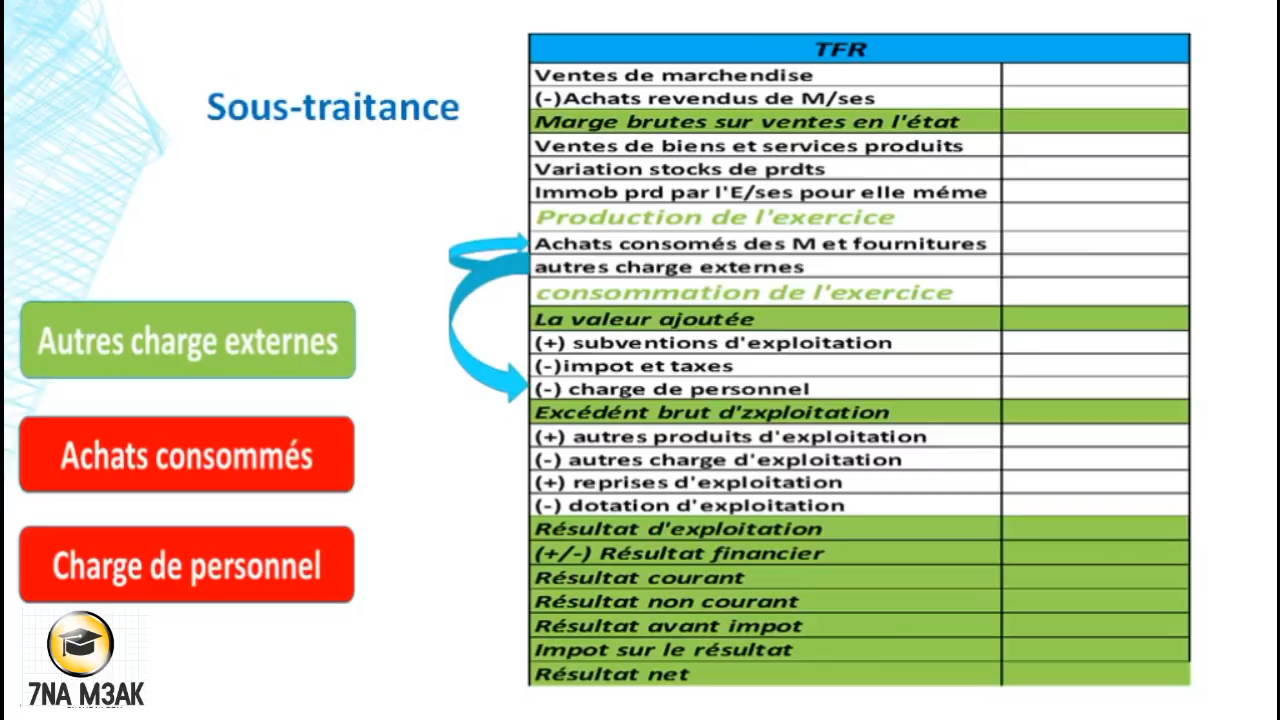 Sous-traitance
Autres charge externes
Achats consommés
Charge de personnel
7NA M3AK
TFR
Ventes de marchendise
(-)Achats revendus de M/ses
Marge brutes sur ventes en l'état
Ventes de biens et services produits
Variation stocks de prdts
Immob prd par l'E/ses pour elle méme
Production de l'exercice
Achats consomés des M et fournitures
autres charge externes
consommation de l'exercice
La valeur ajoutée
(+) subventions d'exploitation
(-)impot et taxes
(-) charge de personnel
Excédént brut d'zxploitation
(+) autres produits d'exploitation
(-) autres charge d'exploitation
(+) reprises d'exploitation
(-) dotation d'exploitation
Résultat d'exploitation
(+/-) Résultat financier
Résultat courant
Résultat non courant
Résultat avant impot
Impot sur le résultat
Résultat net